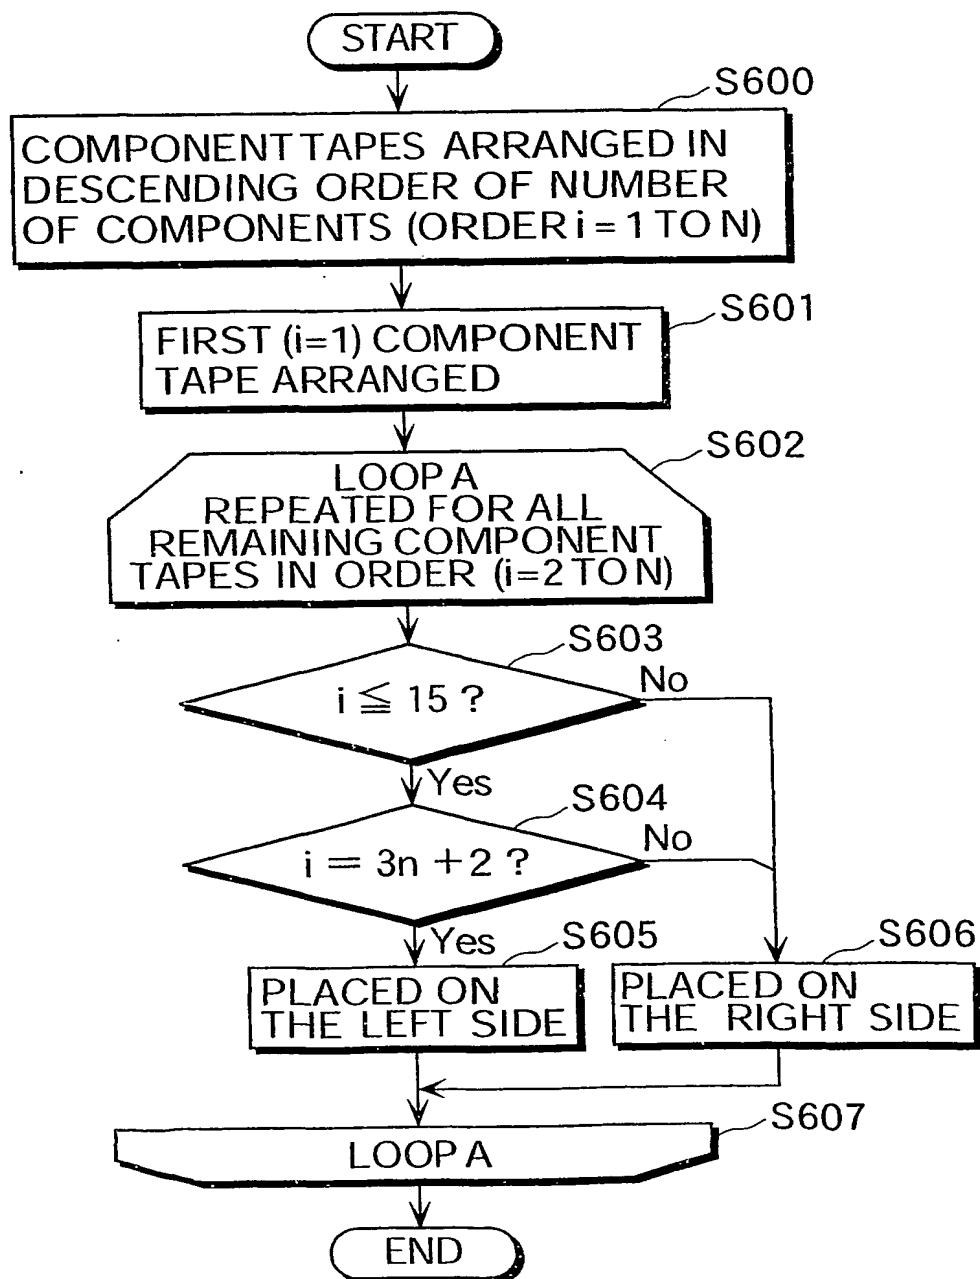 START
S600
COMPONENT TAPES ARRANGED IN
DESCENDING ORDER OF NUMBER
OF COMPONENTS (ORDER i = 1 TO N)
S601
FIRST (i=1) COMPONENT
TAPE ARRANGED
S602
LOOP A
REPEATED FOR ALL
REMAINING COMPONENT
TAPES IN ORDER (i=2 TO N)
S603
i ≦ 15 ?
No
Yes
S604
i = 3n + 2 ?
No
Yes
S605
S606
PLACED ON
THE LEFT SIDE
PLACED ON
THE RIGHT SIDE
S607
LOOP A
END